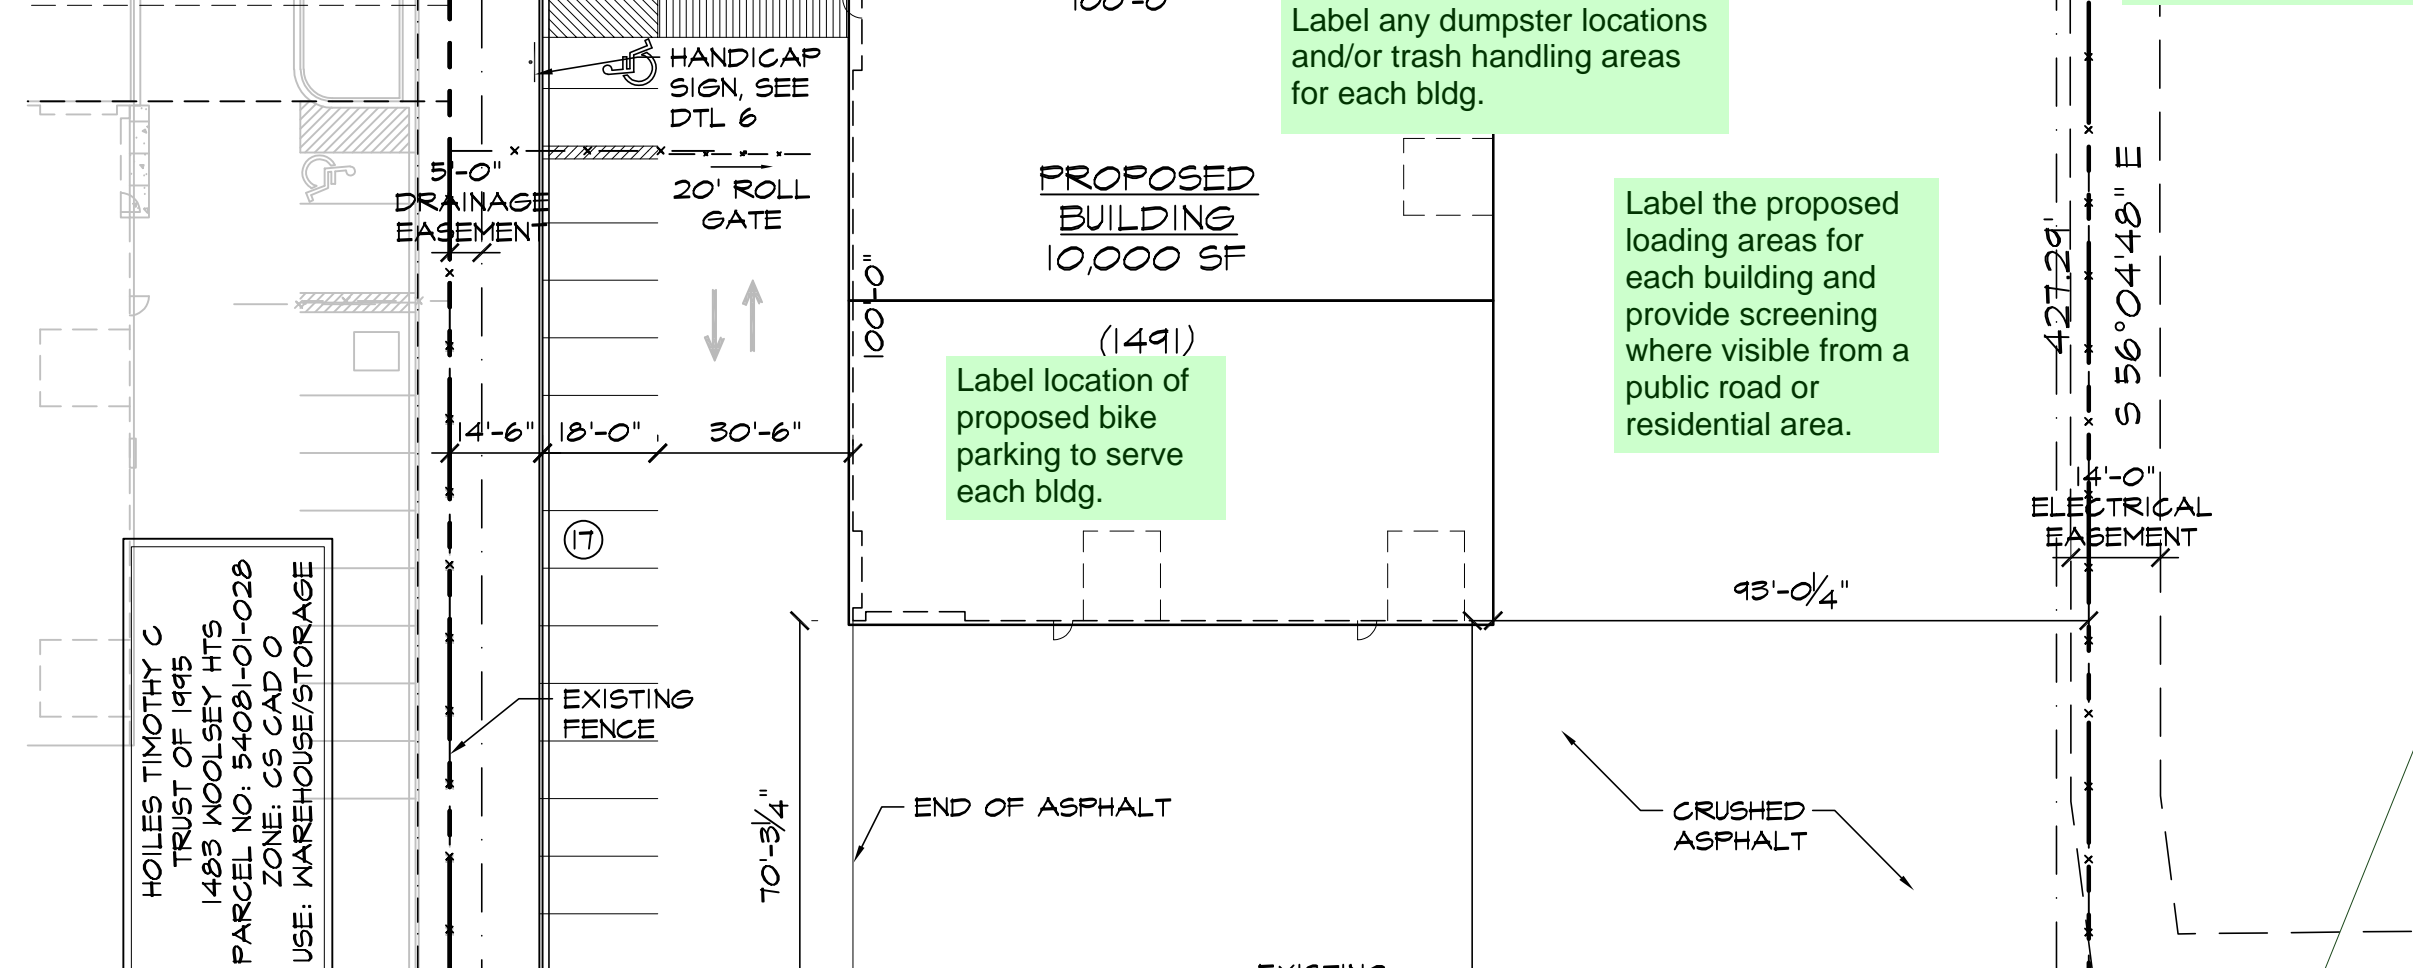 100'-0"
Label any dumpster locations
and/or trash handling areas
for each bldg.
HANDICAP
SIGN, SEE
DTL 6
5'-0"
DRAINAGE
EASEMENT
20' ROLL
GATE
PROPOSED
BUILDING
10,000 SF
100'-0"
(1491)
Label location of
proposed bike
parking to serve
each bldg.
Label the proposed
loading areas for
each building and
provide screening
where visible from a
public road or
residential area.
427.29'
S 56°04'48" E
14'-6"
18'-0"
30'-6"
14'-0"
ELECTRICAL
EASEMENT
17
93'-0/4"
HOILES TIMOTHY C
TRUST OF 1995
1483 WOOLSEY HTS
PARCEL NO: 54081-01-028
ZONE: CS CAD O
USE: WAREHOUSE/STORAGE
EXISTING
FENCE
70'-3/4"
END OF ASPHALT
CRUSHED
ASPHALT
EXISTING